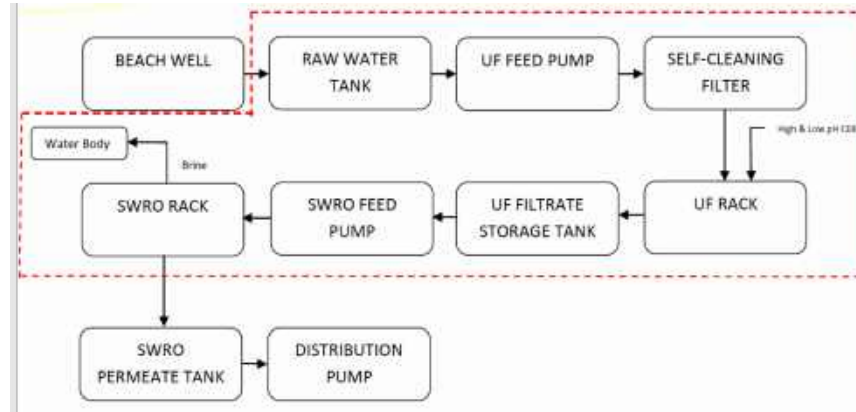 BEACH WELL
RAW WATER
TANK
UF FEED PUMP
SELF-CLEANING
FILTER
High & Low pH CEB
Water Body
Brine
SWRO RACK
SWRO FEED
PUMP
UF FILTRATE
STORAGE TANK
UF RACK
SWRO
PERMEATE TANK
DISTRIBUTION
PUMP